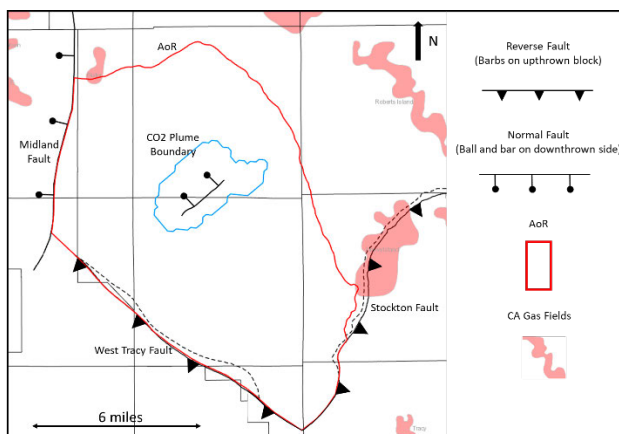 AoR
N
Roberts Island
Midland
Fault
CO2 Plume
Boundary
Stockton Fault
West Tracy Fault
6 miles
Tracy
Reverse Fault
(Barbs on upthrown block)
Normal Fault
(Ball and bar on downthrown side)
AoR
CA Gas Fields